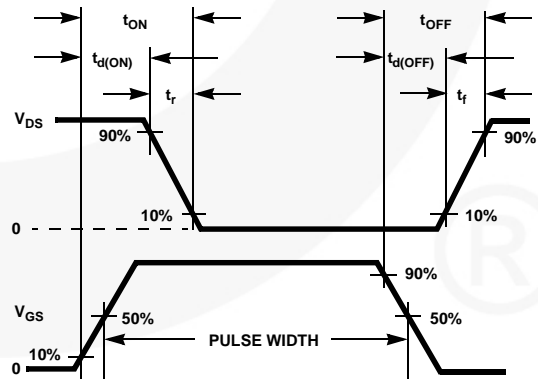 tON tOFF
td(ON) td(OFF)
tr tf
VDS
90% 90%
10% 10%
0
90%
VGS
50% PULSE WIDTH 50%
10%
0
®